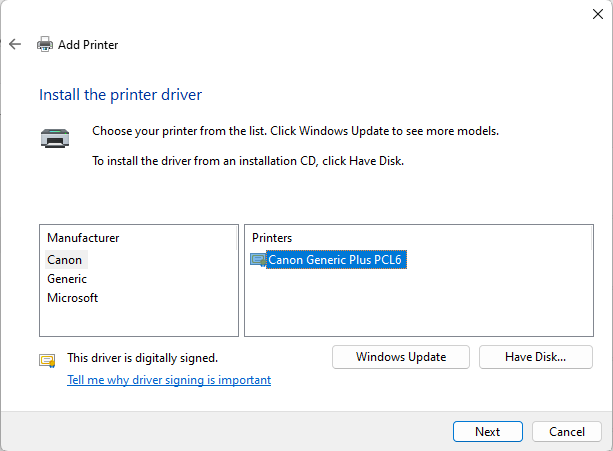 Add Printer
Install the printer driver
Choose your printer from the list. Click Windows Update to see more models.
To install the driver from an installation CD, click Have Disk.
Manufacturer
Canon
Generic
Microsoft
Printers
Canon Generic Plus PCL6
This driver is digitally signed.
Tell me why driver signing is important
Windows Update
Have Disk...
Next
Cancel